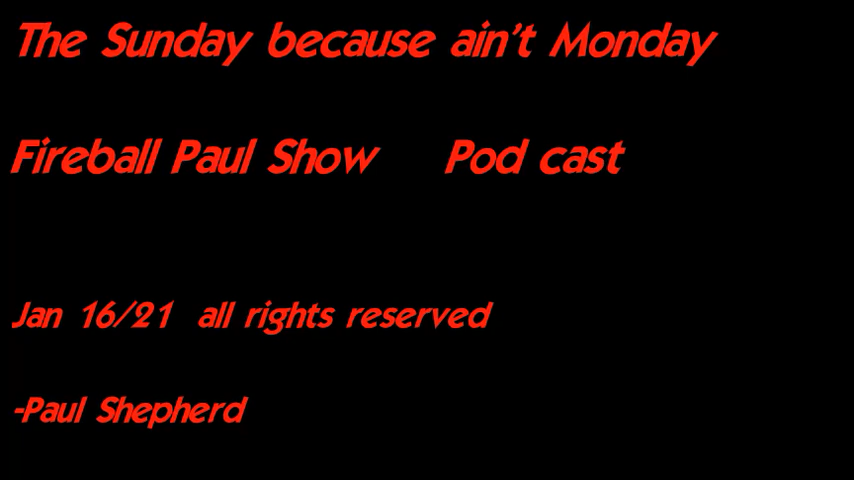 The Sunday because ain't Monday
Fireball Paul Show Pod cast
Jan 16/21 all rights reserved
-Paul Shepherd